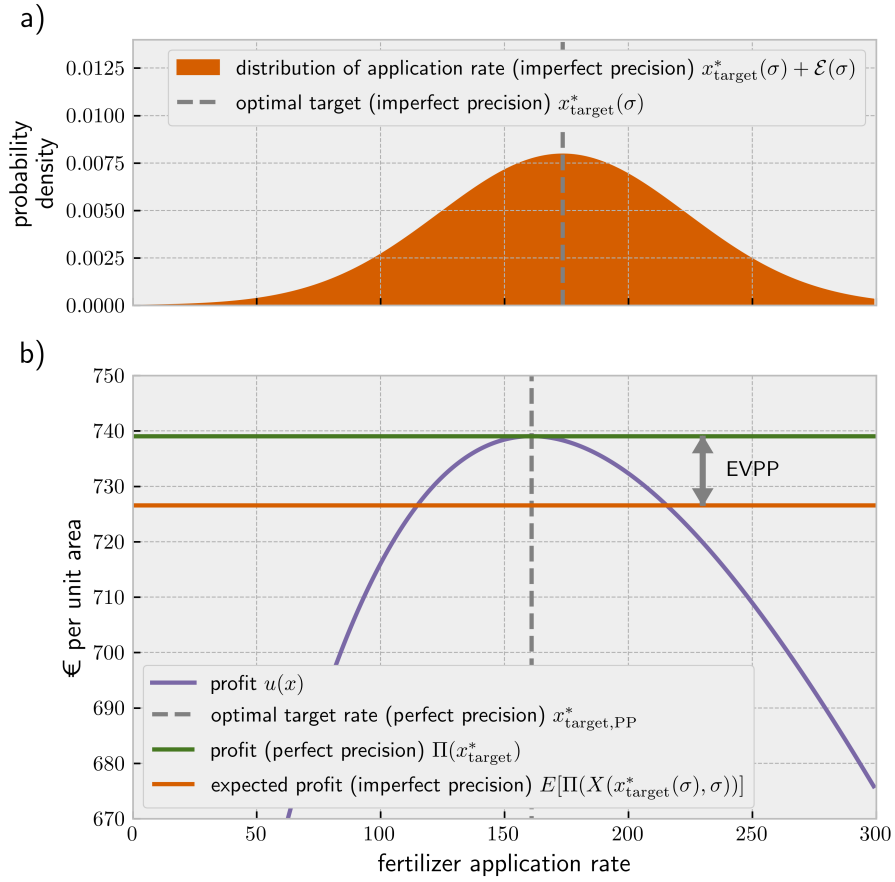 a)
distribution of application rate (imperfect precision) x*target(σ) + ℰ(σ)
optimal target (imperfect precision) x*target(σ)
0.0125
0.0100
0.0075
0.0050
0.0025
0.0000
probability
density
b)
750
740
730
720
710
700
690
680
670
€ per unit area
EVPP
profit u(x)
optimal target rate (perfect precision) x*target,PP
profit (perfect precision) Π(x*target)
expected profit (imperfect precision) E[Π(X(x*target(σ), σ))]
0 50 100 150 200 250 300
fertilizer application rate